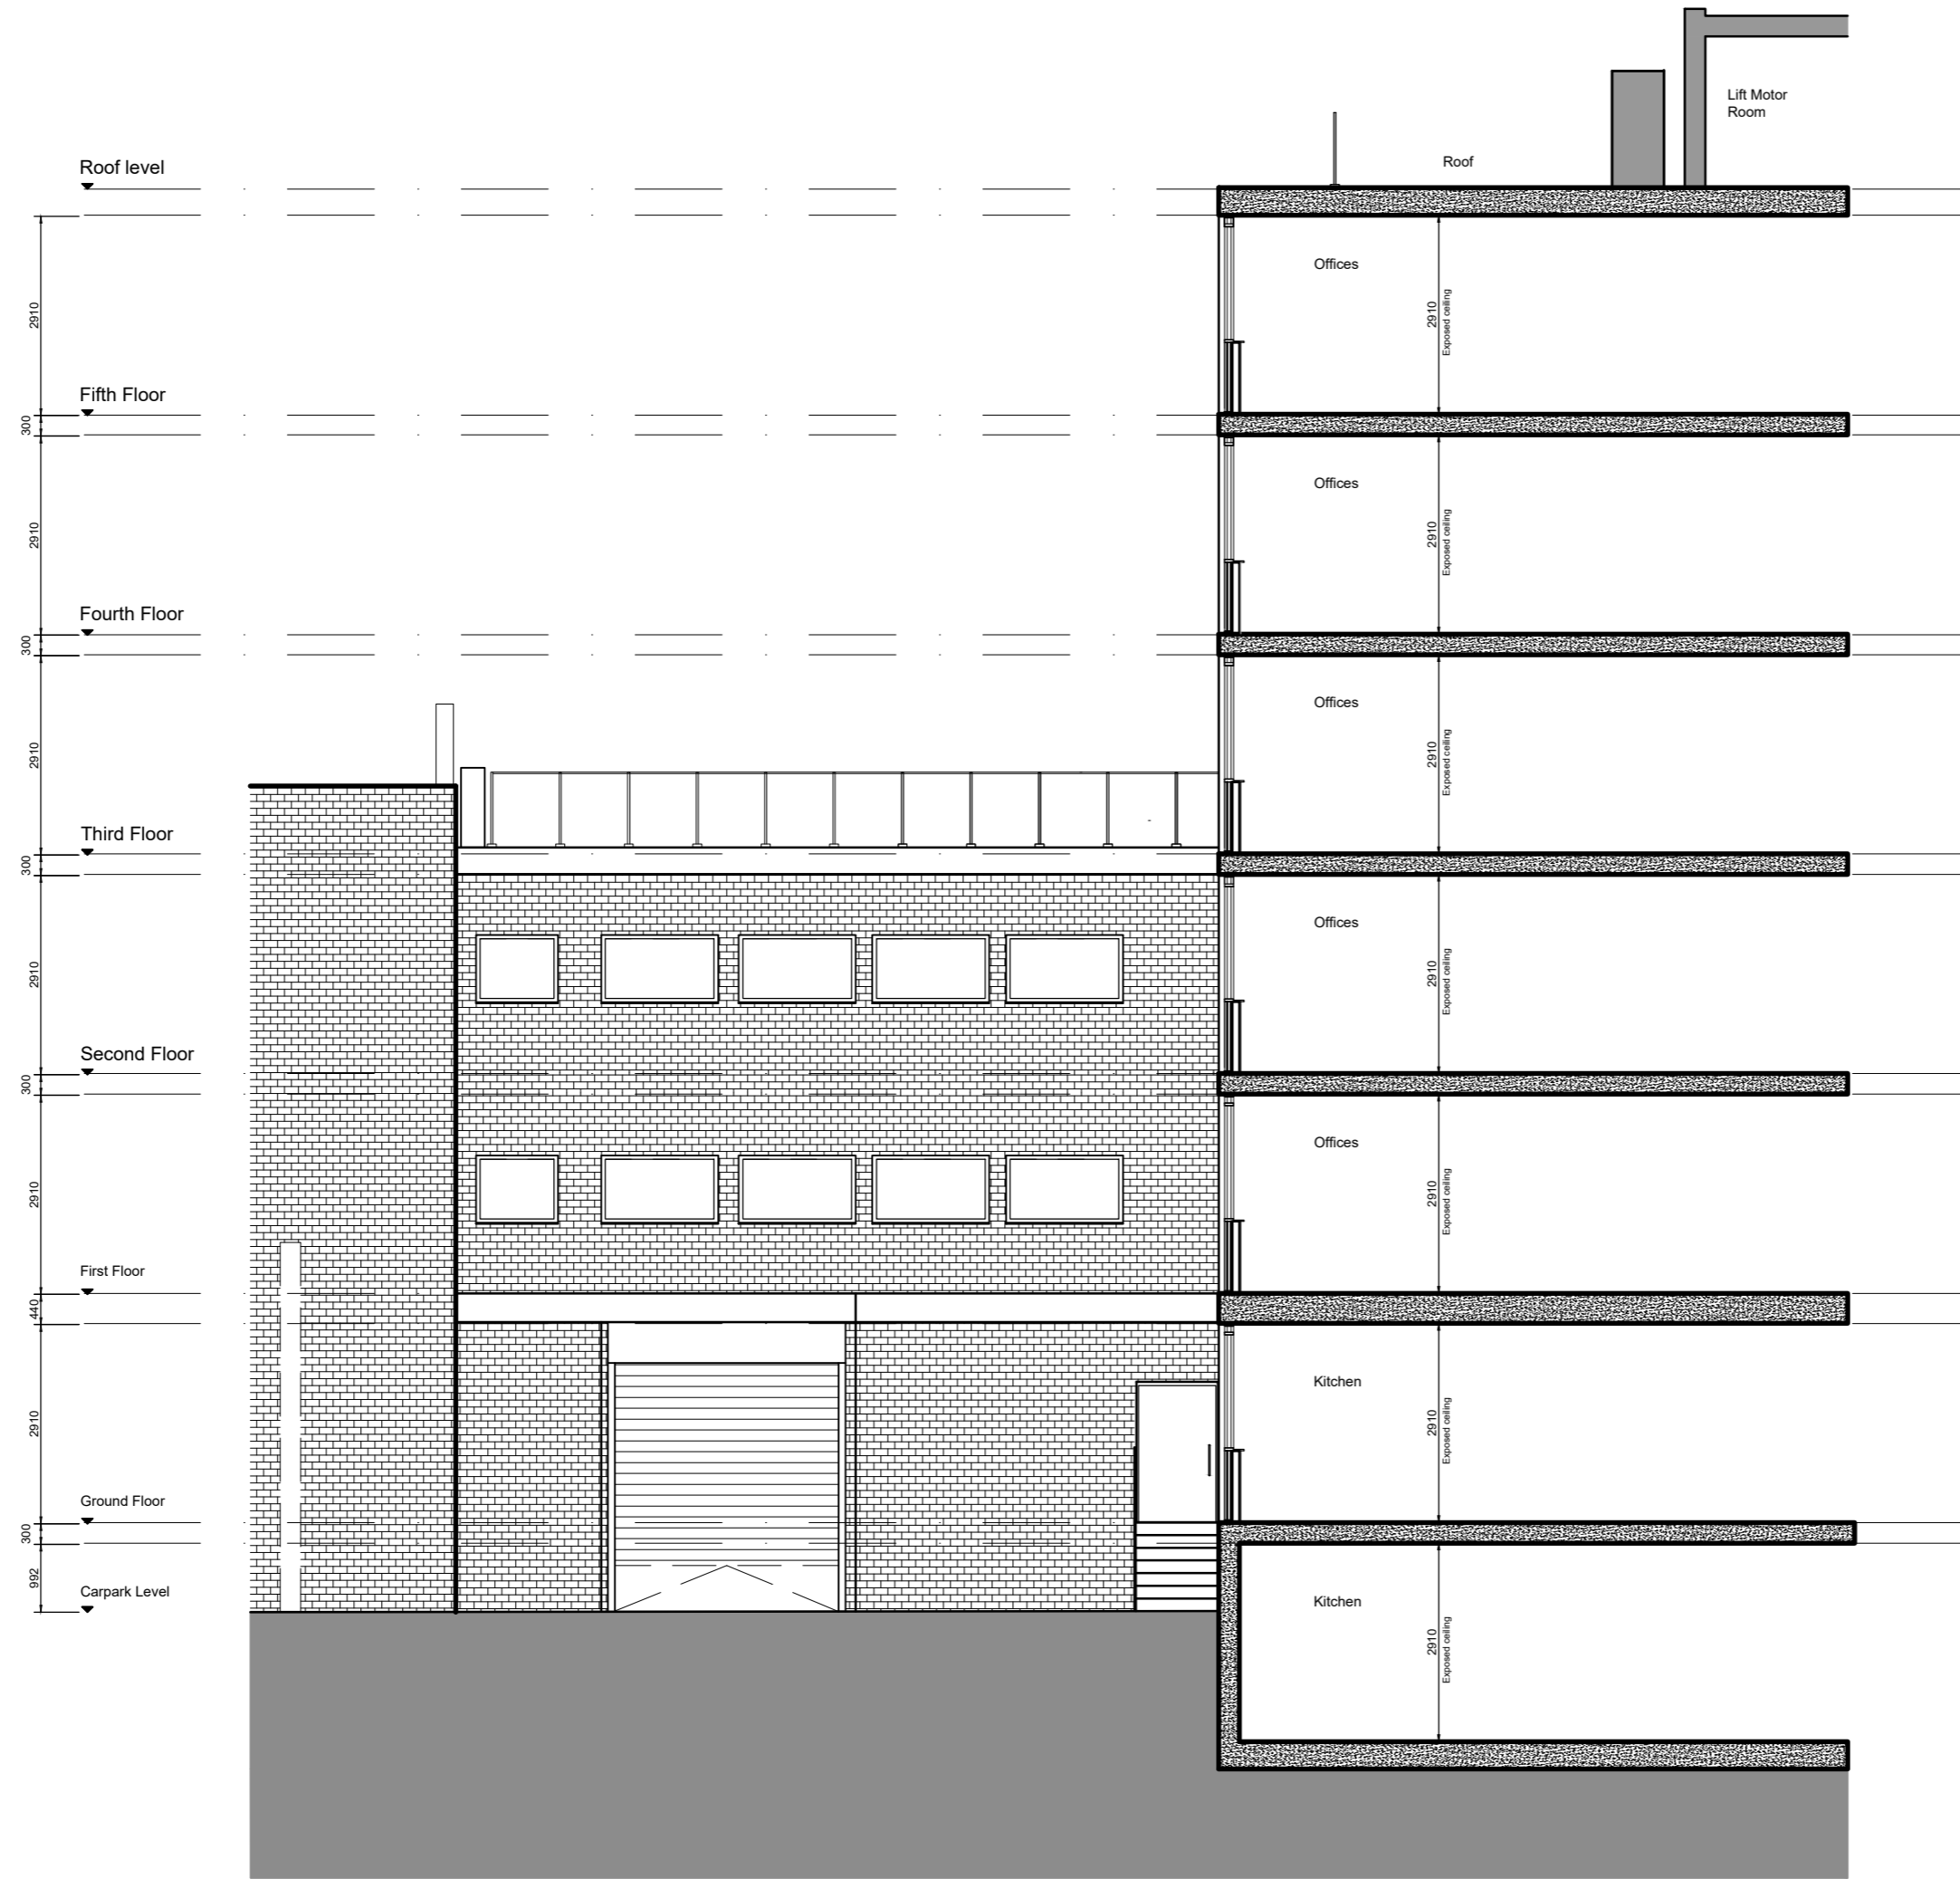 Lift Motor
Room
Roof
Roof level
Offices
2910
2910
Exposed ceiling
Fifth Floor
300
Offices
2910
2910
Exposed ceiling
Fourth Floor
300
Offices
2910
2910
Exposed ceiling
Third Floor
300
Offices
2910
2910
Exposed ceiling
Second Floor
300
Offices
2910
2910
Exposed ceiling
First Floor
440
Kitchen
2910
2910
Exposed ceiling
Ground Floor
300
992
Carpark Level
Kitchen
2910
Exposed ceiling